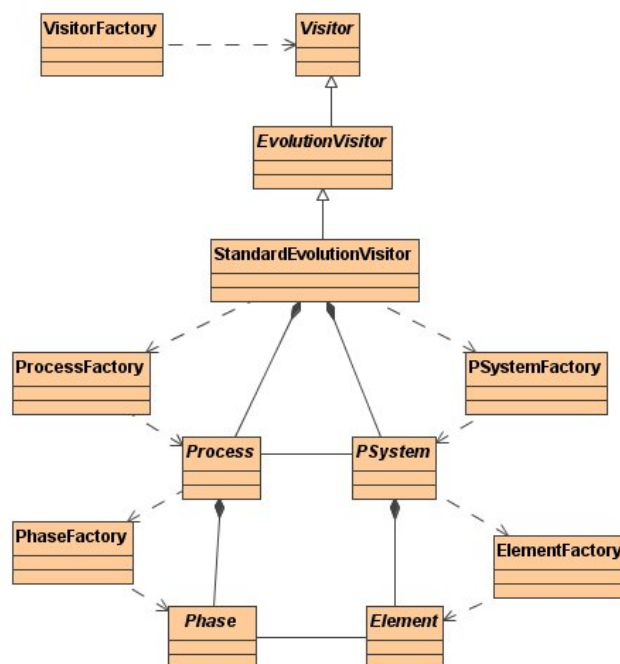 VisitorFactory
Visitor
EvolutionVisitor
StandardEvolutionVisitor
ProcessFactory
PSystemFactory
Process
PSystem
PhaseFactory
ElementFactory
Phase
Element